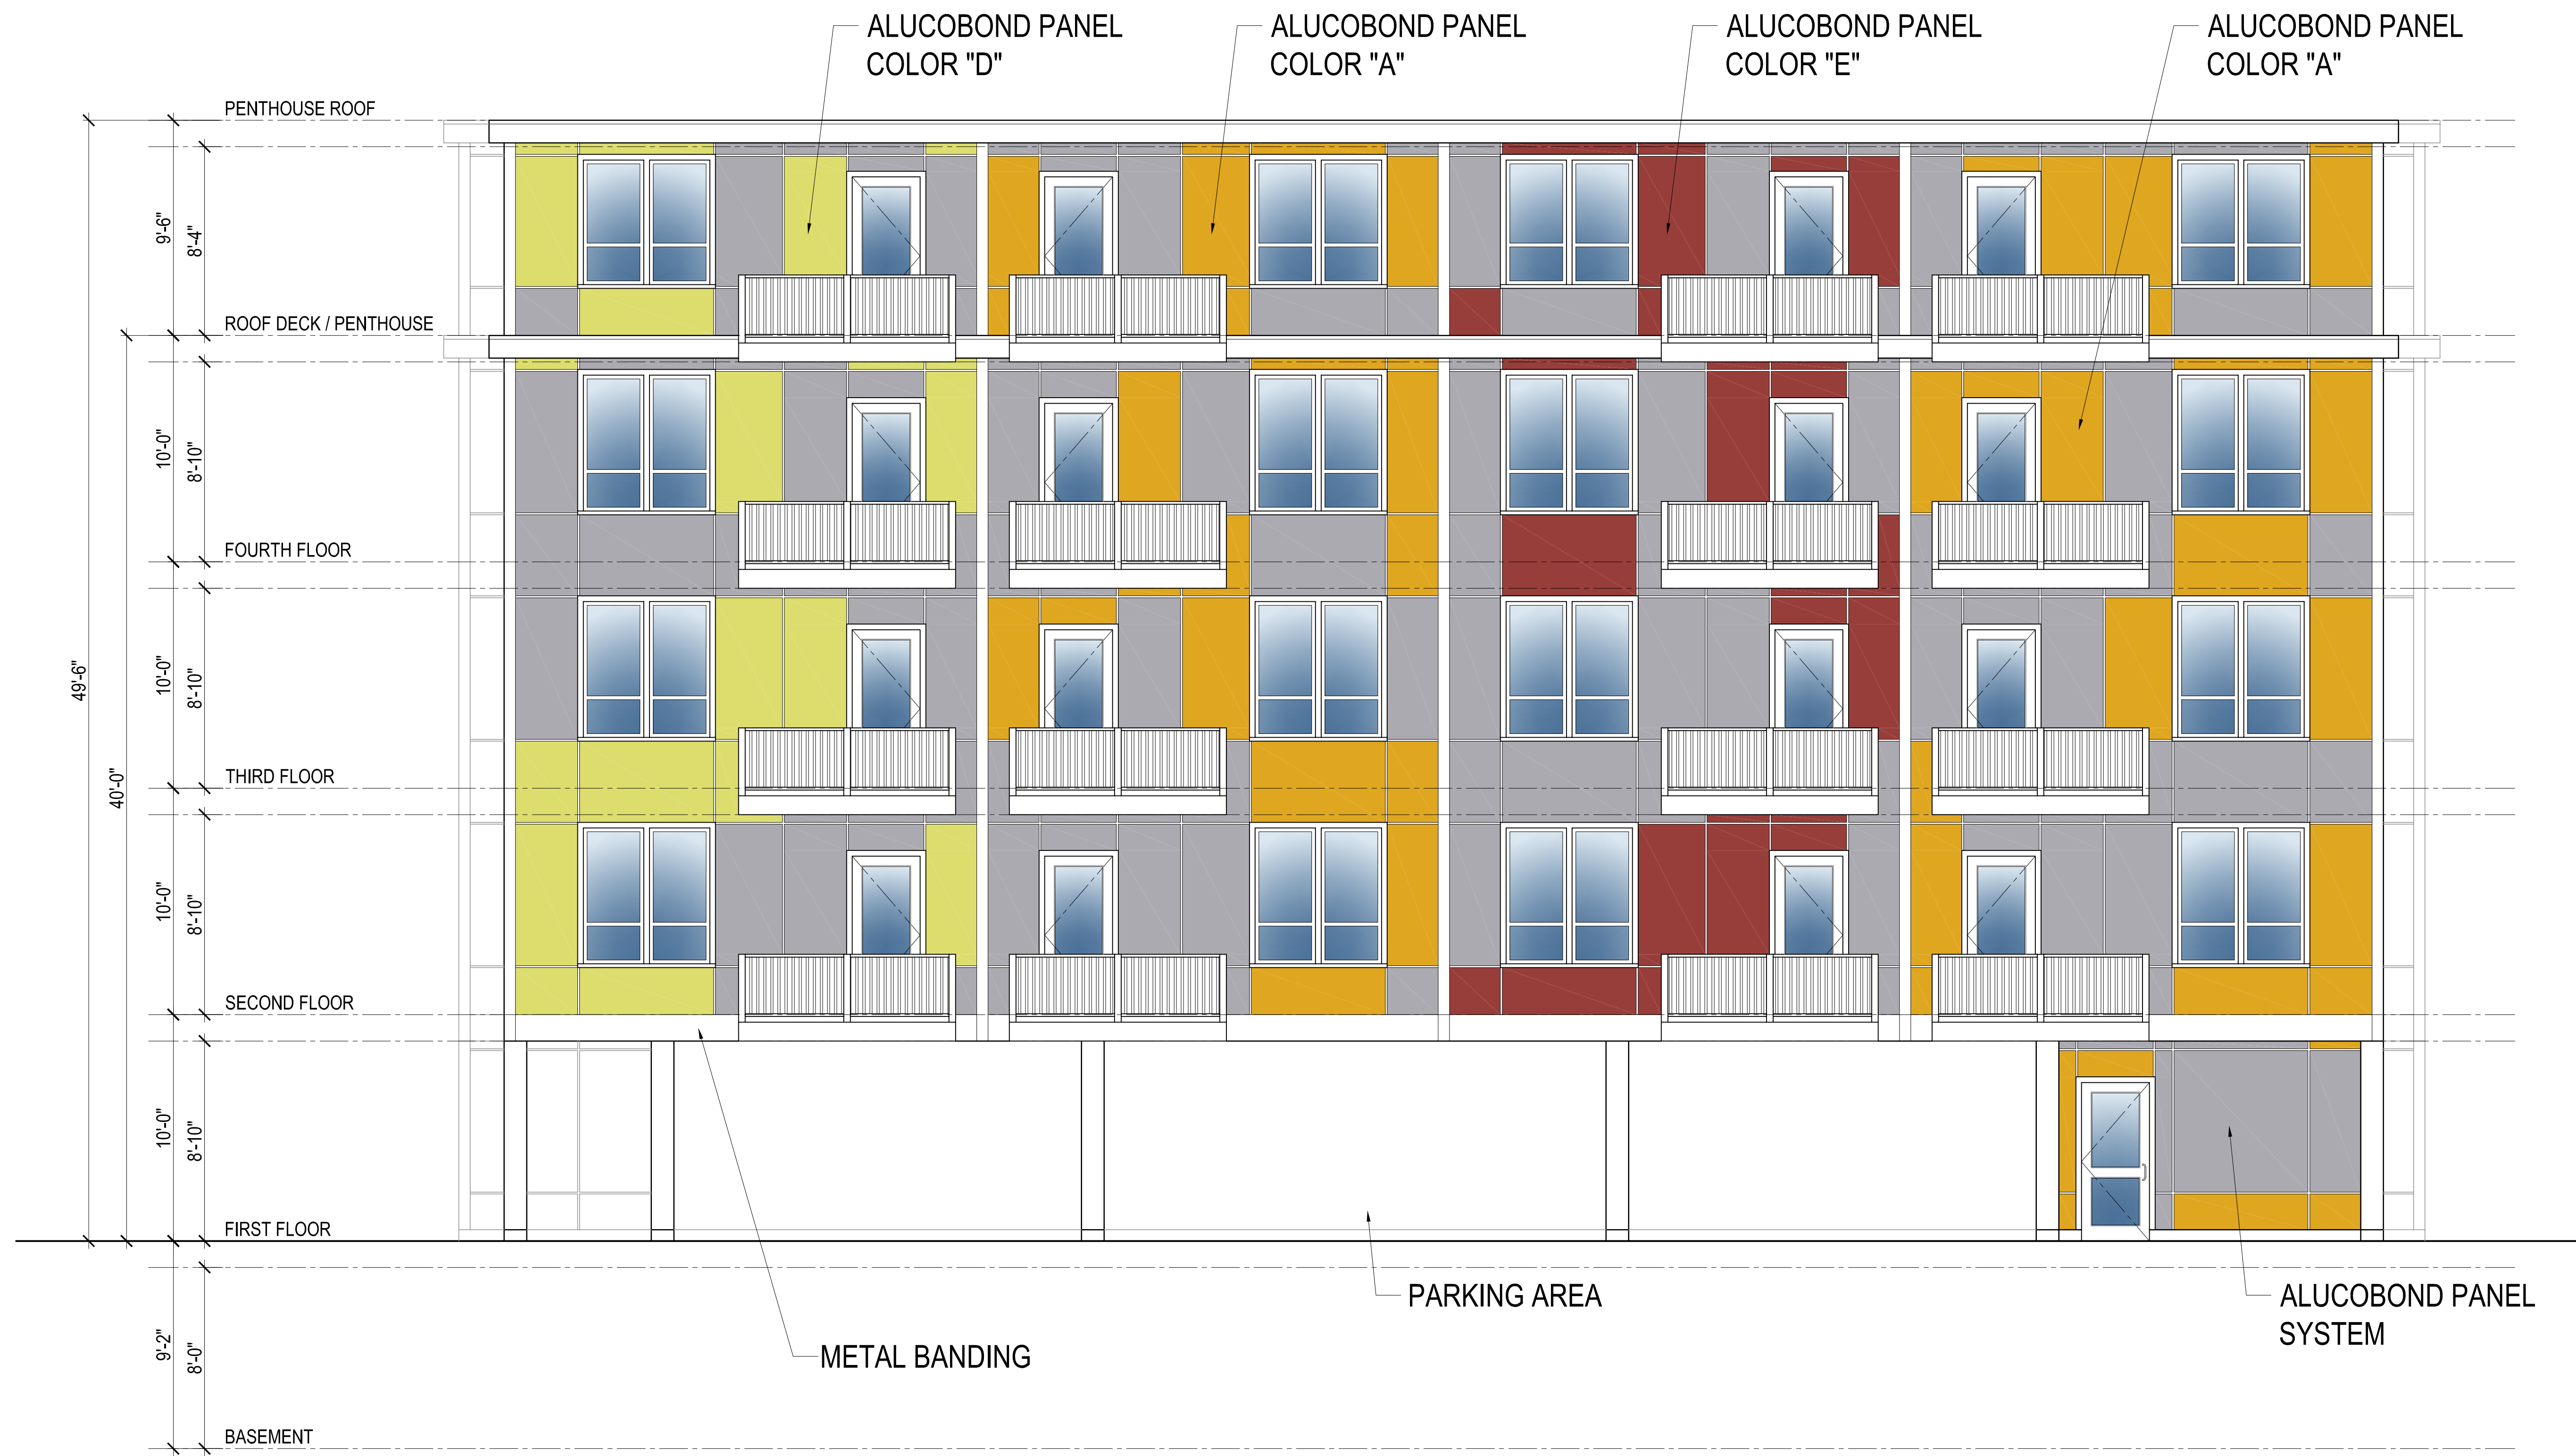 ALUCOBOND PANEL
COLOR "D"
ALUCOBOND PANEL
COLOR "A"
ALUCOBOND PANEL
COLOR "E"
ALUCOBOND PANEL
COLOR "A"
PENTHOUSE ROOF
9'-6"
8'-4"
ROOF DECK / PENTHOUSE
10'-0"
8'-10"
FOURTH FLOOR
49'-6"
10'-0"
8'-10"
40'-0"
THIRD FLOOR
10'-0"
8'-10"
SECOND FLOOR
10'-0"
8'-10"
FIRST FLOOR
PARKING AREA
ALUCOBOND PANEL
SYSTEM
METAL BANDING
9'-2"
8'-0"
BASEMENT